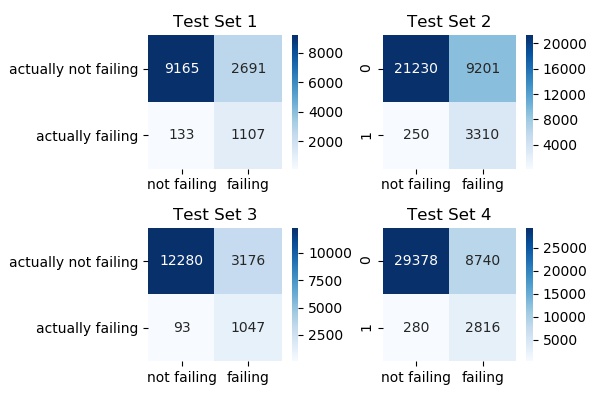 Test Set 1
actually not failing 9165 2691 8000
6000
4000
actually failing 133 1107 2000
not failing failing
Test Set 2
0 21230 9201 20000
16000
12000
8000
1 250 3310 4000
not failing failing
Test Set 3
actually not failing 12280 3176 10000
7500
5000
actually failing 93 1047 2500
not failing failing
Test Set 4
0 29378 8740 25000
20000
15000
10000
1 280 2816 5000
not failing failing